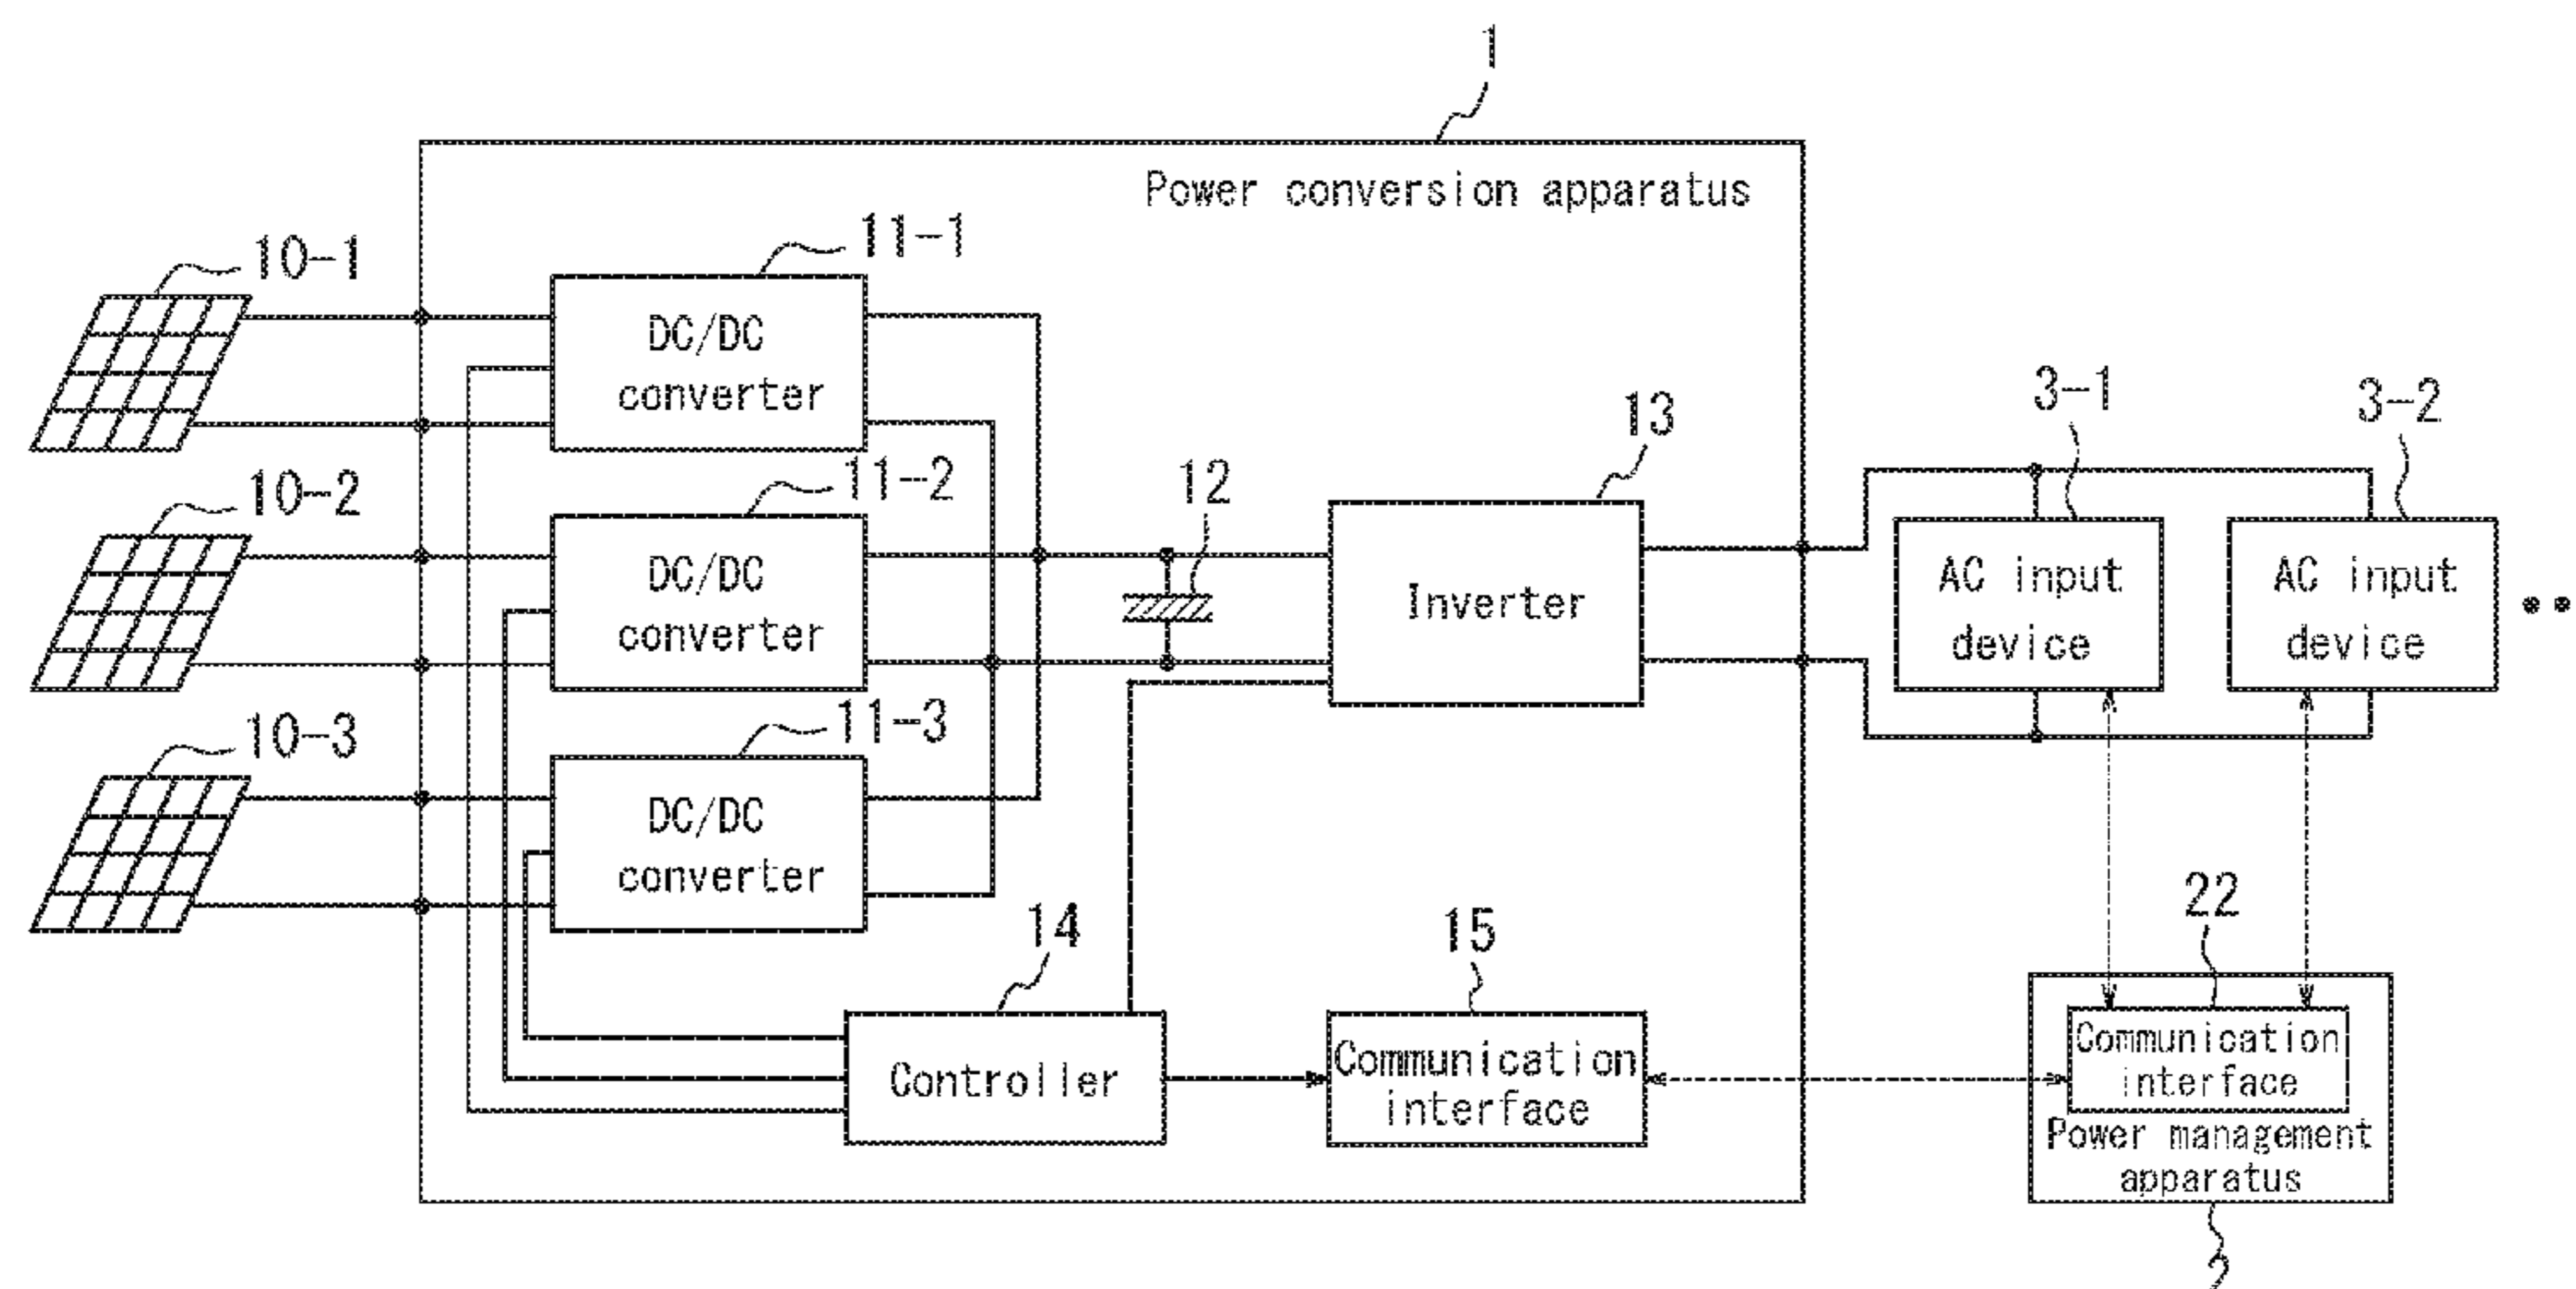 1
Power conversion apparatus
10-1
11-1
DC/DC
converter
10-2
11-2
DC/DC
converter
10-3
11-3
DC/DC
converter
12
13
Inverter
3-1
AC input
device
3-2
AC input
device
14
Controller
15
Communication
interface
22
Communication
interface
Power management
apparatus
2